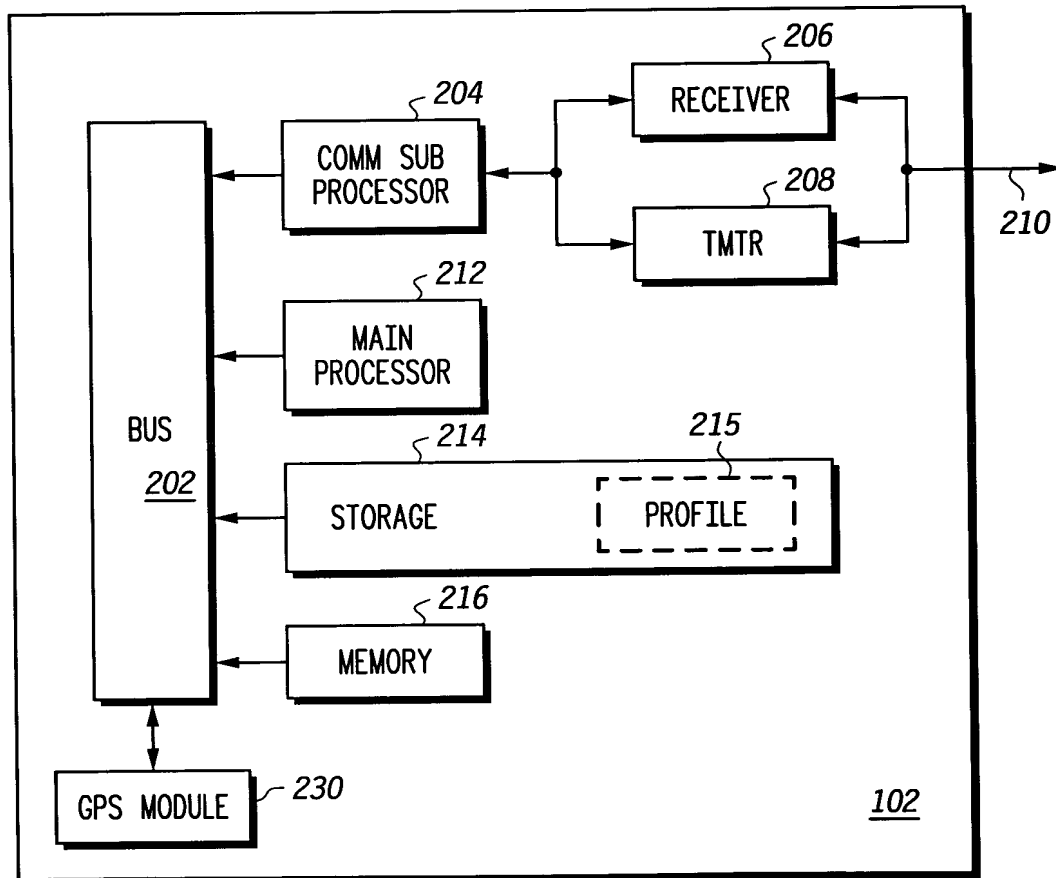 206
RECEIVER
204
COMM SUB
PROCESSOR
208
TMTR
210
212
MAIN
PROCESSOR
BUS
202
214
STORAGE
215
PROFILE
216
MEMORY
GPS MODULE
230
102